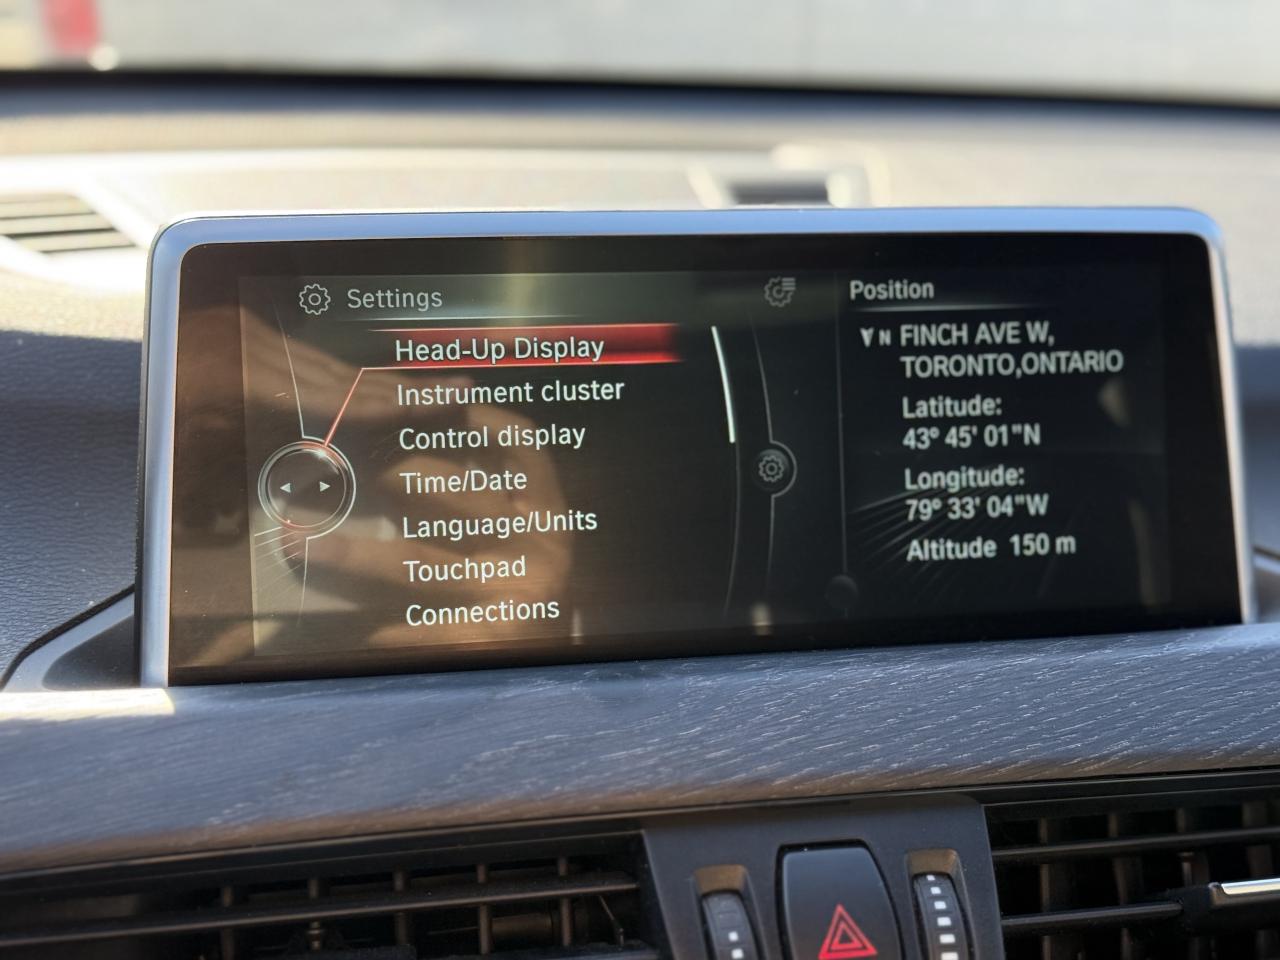 Settings
Head-Up Display
Instrument cluster
Control display
Time/Date
Language/Units
Touchpad
Connections
Position
N FINCH AVE W,
TORONTO,ONTARIO
Latitude:
43° 45' 01"N
Longitude:
79° 33' 04"W
Altitude 150 m